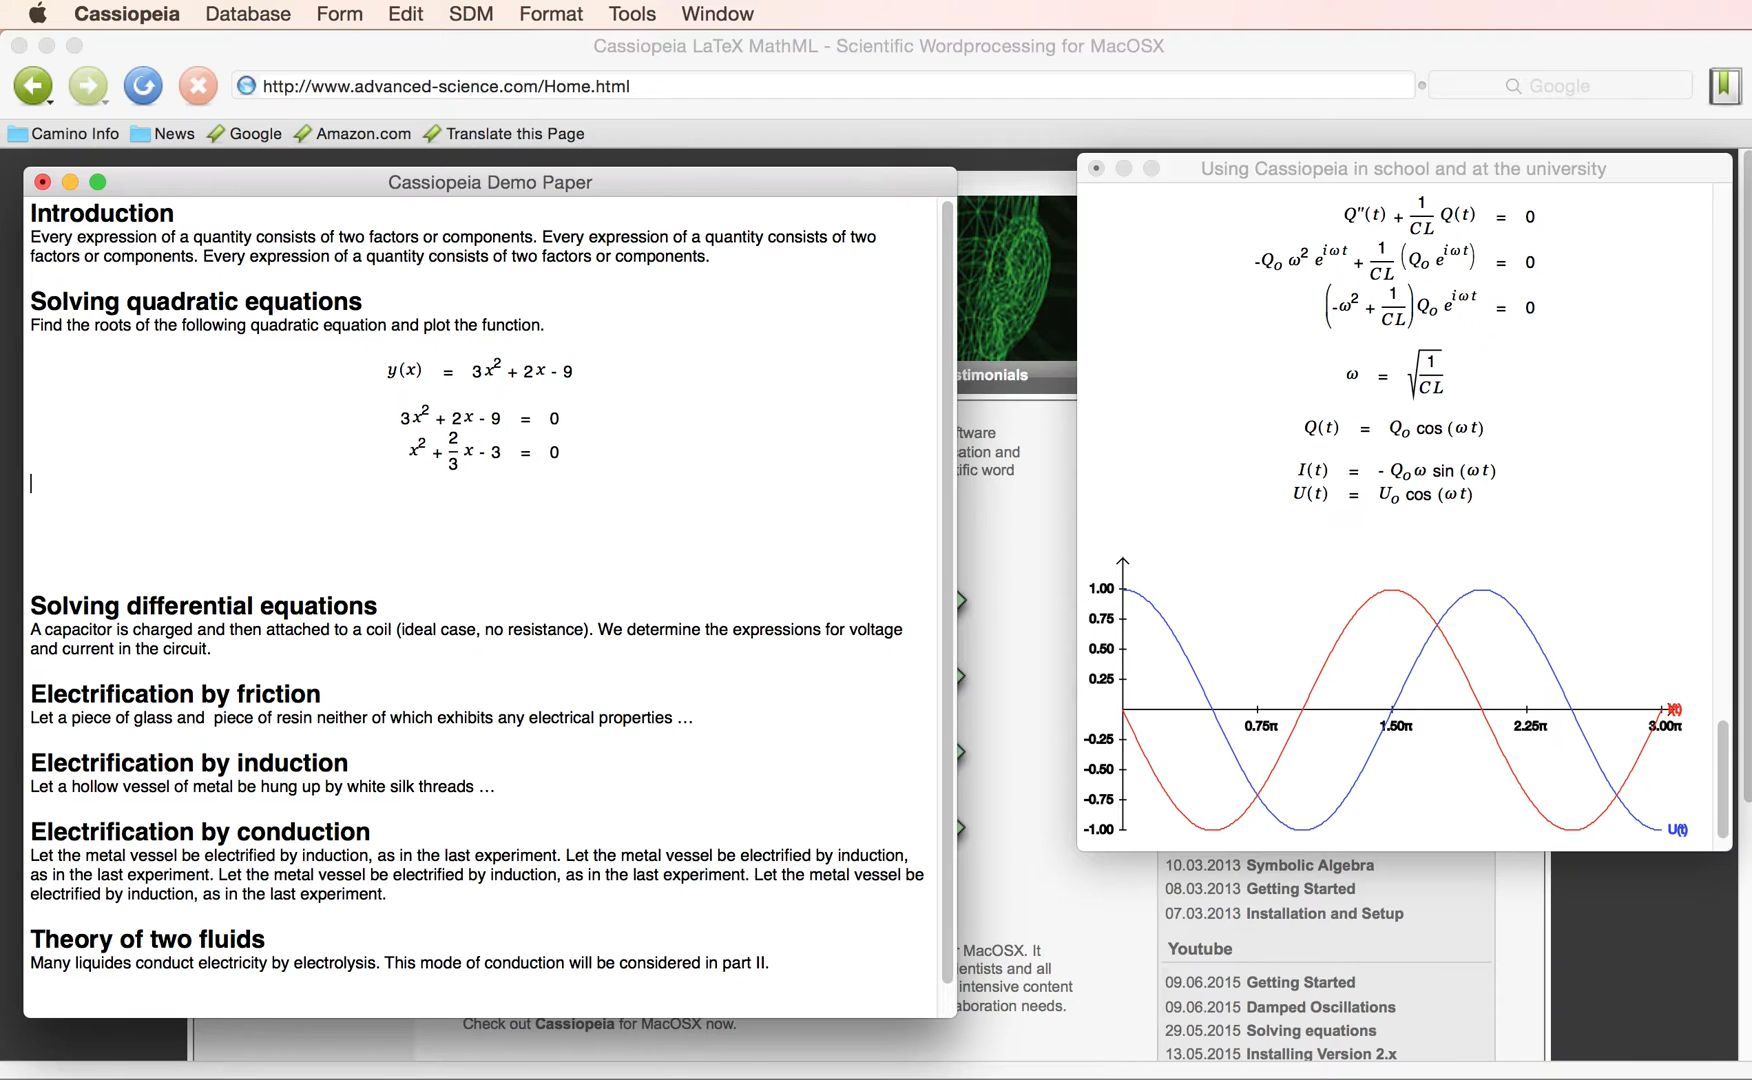 Cassiopeia Database Form Edit SDM Format Tools Window
Cassiopeia LaTeX MathML - Scientific Wordprocessing for MacOSX
http://www.advanced-science.com/Home.html
Google
Camino Info News Google Amazon.com Translate this Page
Cassiopeia Demo Paper
Introduction
Every expression of a quantity consists of two factors or components. Every expression of a quantity consists of two
factors or components. Every expression of a quantity consists of two factors or components.
Solving quadratic equations
Find the roots of the following quadratic equation and plot the function.
y(x) = 3x² + 2x - 9
3x² + 2x - 9 = 0
x² + 2/3 x - 3 = 0
Solving differential equations
A capacitor is charged and then attached to a coil (ideal case, no resistance). We determine the expressions for voltage
and current in the circuit.
Electrification by friction
Let a piece of glass and  piece of resin neither of which exhibits any electrical properties …
Electrification by induction
Let a hollow vessel of metal be hung up by white silk threads …
Electrification by conduction
Let the metal vessel be electrified by induction, as in the last experiment. Let the metal vessel be electrified by induction,
as in the last experiment. Let the metal vessel be electrified by induction, as in the last experiment. Let the metal vessel be
electrified by induction, as in the last experiment.
Theory of two fluids
Many liquides conduct electricity by electrolysis. This mode of conduction will be considered in part II.
stimonials
ftware
ation and
ific word
MacOSX. It
entists and all
intensive content
aboration needs.
Check out Cassiopeia for MacOSX now.
Using Cassiopeia in school and at the university
Q"(t) + 1/CL Q(t) = 0
-Qo ω² e^iωt + 1/CL (Qo e^iωt) = 0
(-ω² + 1/CL) Qo e^iωt = 0
ω = √1/CL
Q(t) = Qo cos (ωt)
I(t) = - Qo ω sin (ωt)
U(t) = Uo cos (ωt)
1.00
0.75
0.50
0.25
-0.25
-0.50
-0.75
-1.00
0.75π 1.50π 2.25π 3.00π
U(t)
10.03.2013 Symbolic Algebra
08.03.2013 Getting Started
07.03.2013 Installation and Setup
Youtube
09.06.2015 Getting Started
09.06.2015 Damped Oscillations
29.05.2015 Solving equations
13.05.2015 Installing Version 2.x